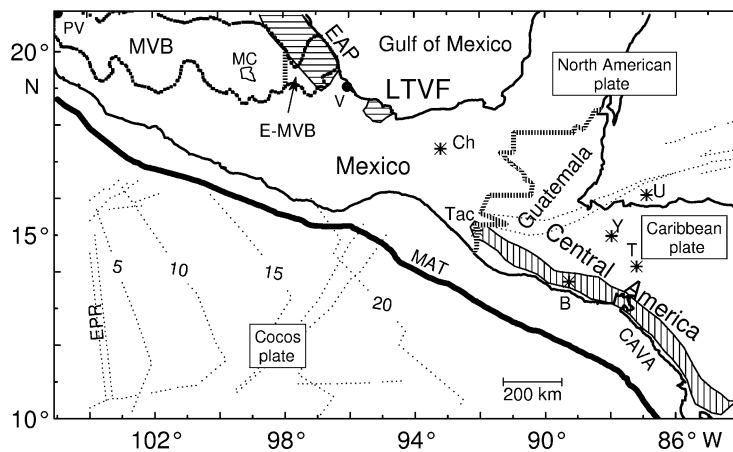 PV
20°
N
MVB
MC
EAP
Gulf of Mexico
V
LTVF
E-MVB
North American
plate
Ch
Mexico
Guatemala
U
Tac
Y
Caribbean
plate
15°
Central
T
America
MAT
B
5
10
15
20
EPR
Cocos
plate
CAVA
200 km
10°
102°
98°
94°
90°
86° W